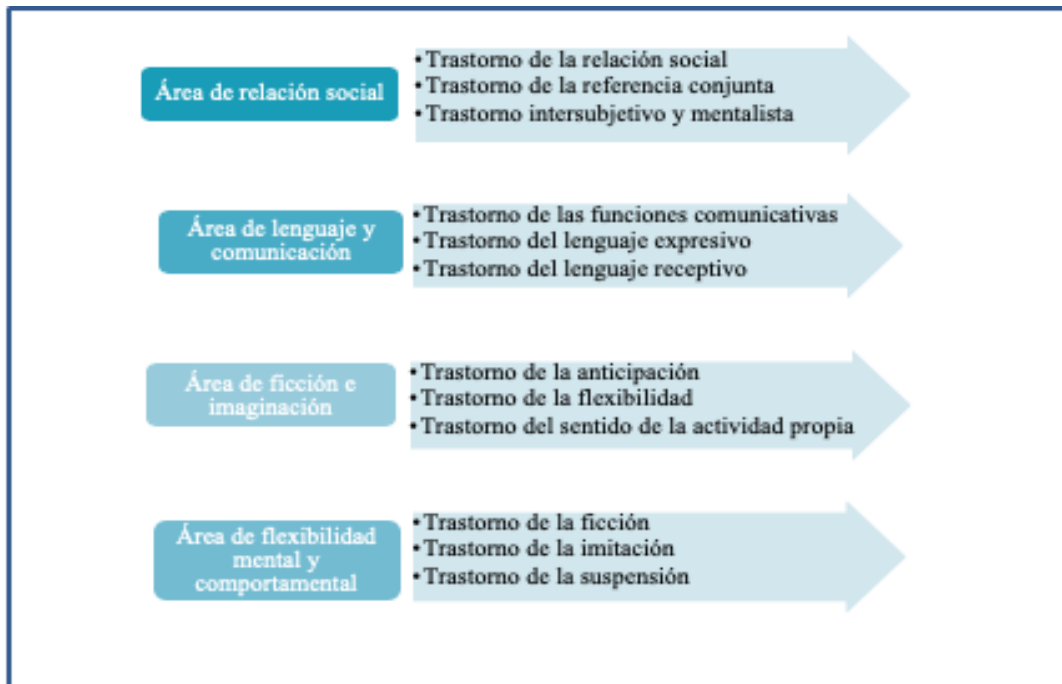 Área de relación social
• Trastorno de la relación social
• Trastorno de la referencia conjunta
• Trastorno intersubjetivo y mentalista
Área de lenguaje y
comunicación
• Trastorno de las funciones comunicativas
• Trastorno del lenguaje expresivo
• Trastorno del lenguaje receptivo
Área de ficción e
imaginación
• Trastorno de la anticipación
• Trastorno de la flexibilidad
• Trastorno del sentido de la actividad propia
Área de flexibilidad
mental y
comportamental
• Trastorno de la ficción
• Trastorno de la imitación
• Trastorno de la suspensión